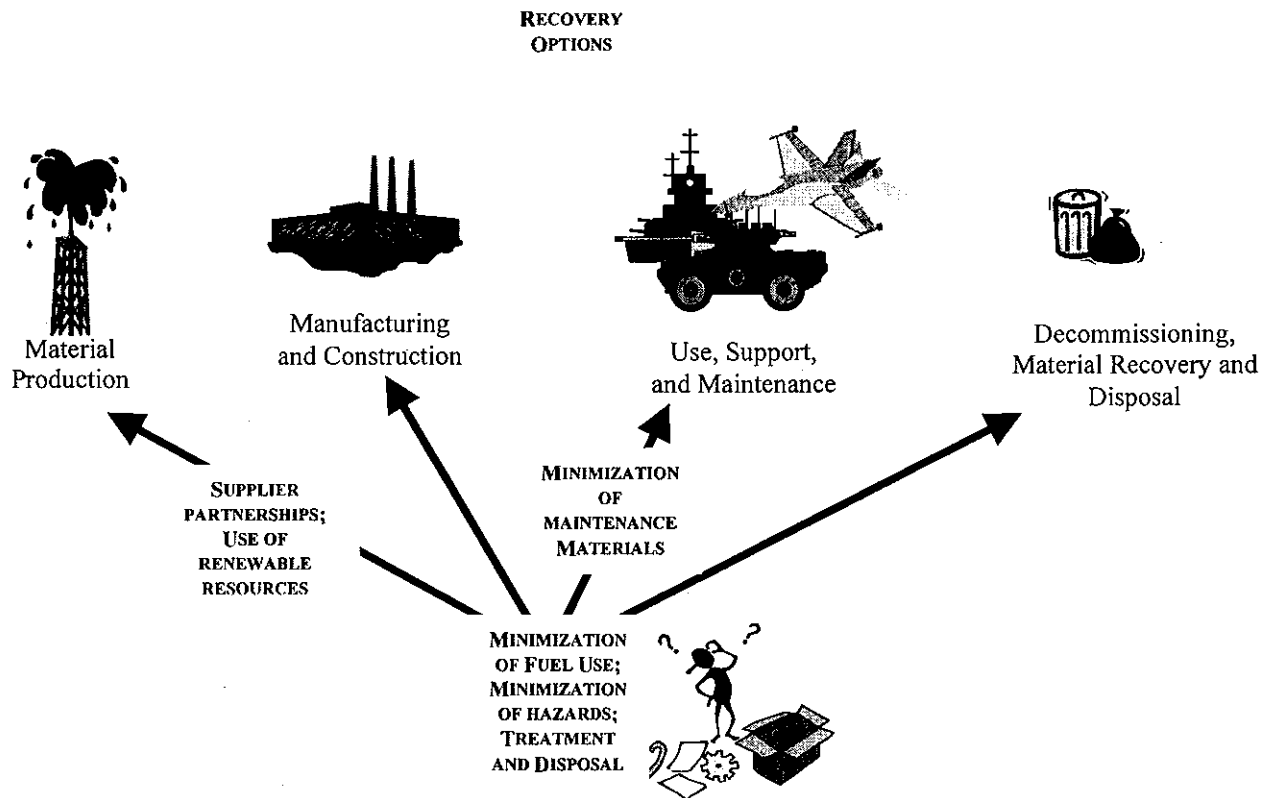 RECOVERY
OPTIONS
Material
Production
Manufacturing
and Construction
Use, Support,
and Maintenance
Decommissioning,
Material Recovery and
Disposal
SUPPLIER
PARTNERSHIPS;
USE OF
RENEWABLE
RESOURCES
MINIMIZATION
OF
MAINTENANCE
MATERIALS
MINIMIZATION
OF FUEL USE;
MINIMIZATION
OF HAZARDS;
TREATMENT
AND DISPOSAL
? ?